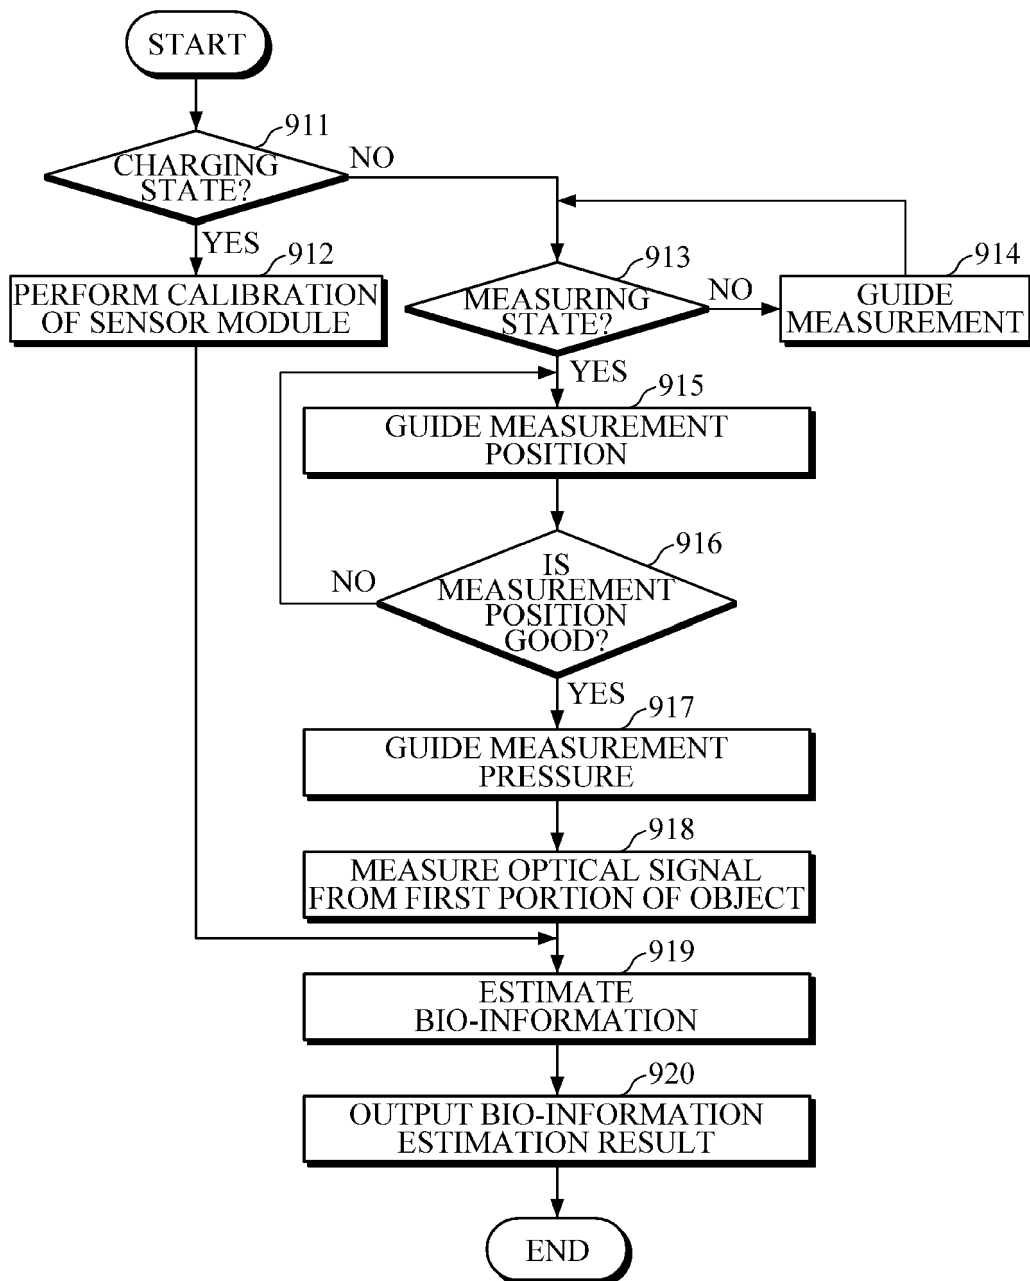 START
911
CHARGING
STATE?
NO
YES
912
PERFORM CALIBRATION
OF SENSOR MODULE
913
MEASURING
STATE?
NO
914
GUIDE
MEASUREMENT
YES
915
GUIDE MEASUREMENT
POSITION
916
IS
MEASUREMENT
POSITION
GOOD?
NO
YES
917
GUIDE MEASUREMENT
PRESSURE
918
MEASURE OPTICAL SIGNAL
FROM FIRST PORTION OF OBJECT
919
ESTIMATE
BIO-INFORMATION
920
OUTPUT BIO-INFORMATION
ESTIMATION RESULT
END